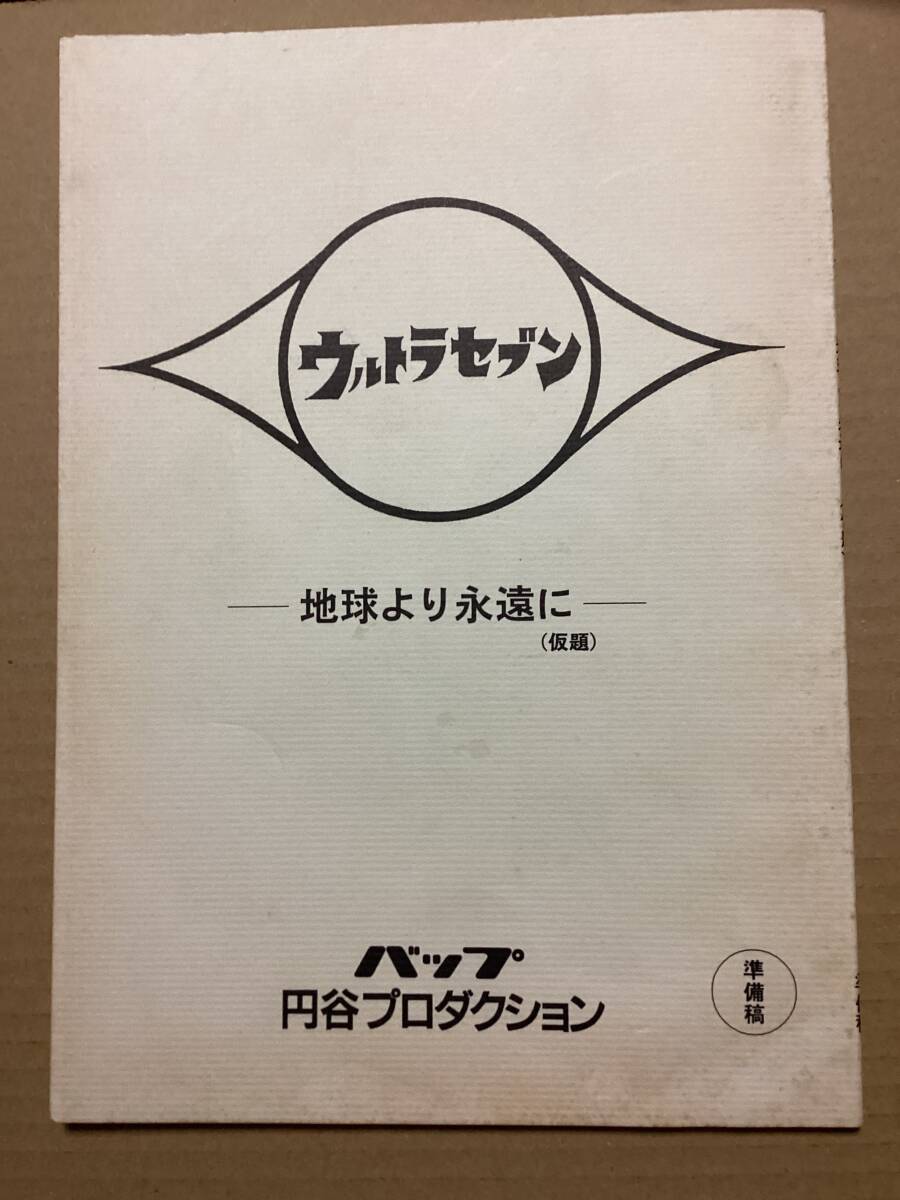 ウルトラセブン
地球より永遠に
(仮題)
バップ
円谷プロダクション
準備稿